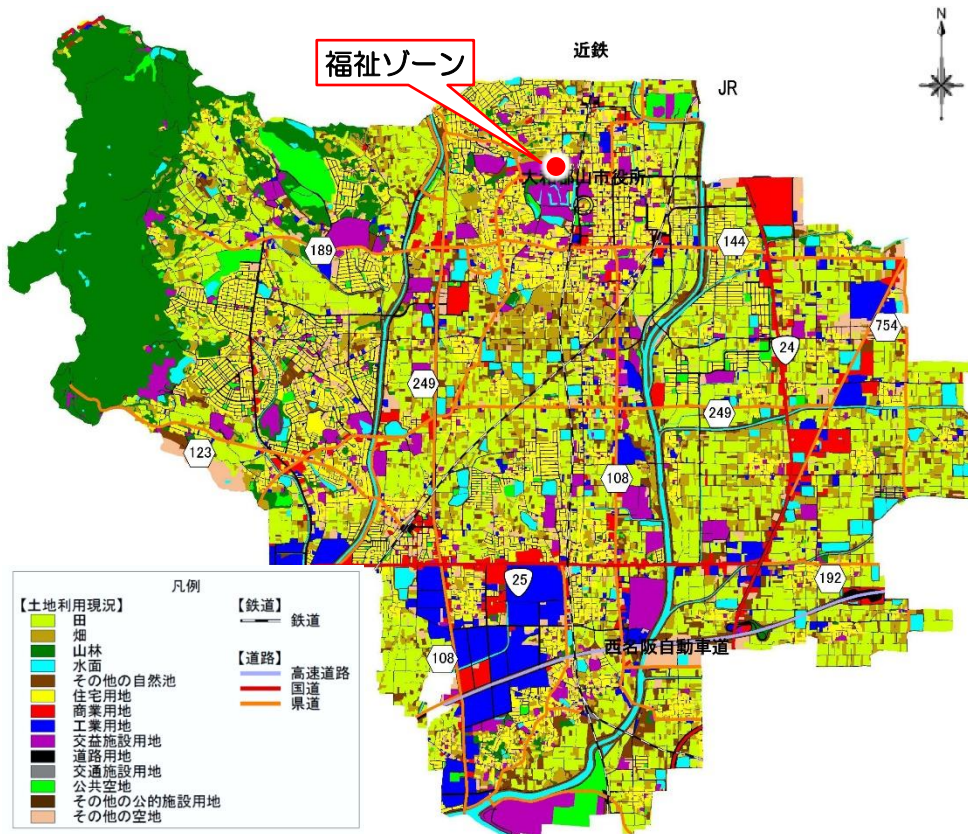 N
近鉄
福祉ゾーン
JR
大和郡山市役所
189
144
754
24
249
249
123
108
25
192
西名阪自動車道
108
凡例
【土地利用現況】
田
畑
山林
水面
その他の自然池
住宅用地
商業用地
工業用地
交益施設用地
道路用地
交通施設用地
公共空地
その他の公的施設用地
その他の空地
【鉄道】
鉄道
【道路】
高速道路
国道
県道